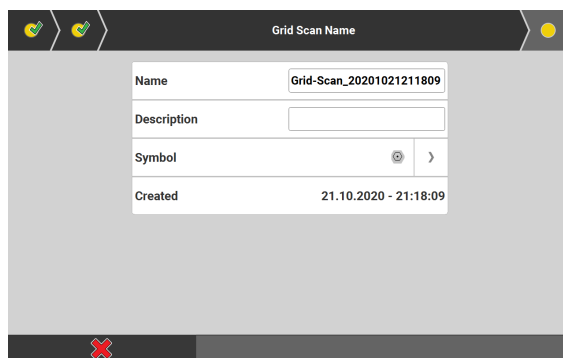 Grid Scan Name
Name Grid-Scan_20201021211809
Description
Symbol
Created 21.10.2020 - 21:18:09